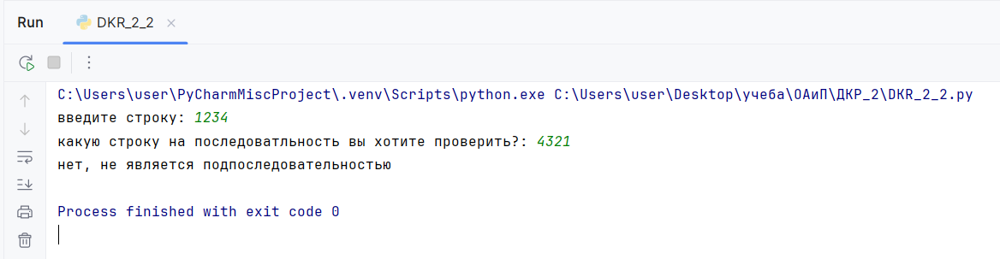 Run DKR_2_2
C:\Users\user\PyCharmMiscProject\.venv\Scripts\python.exe C:\Users\user\Desktop\учеба\ОАиП\ДКР_2\DKR_2_2.py
введите строку: 1234
какую строку на последоватльность вы хотите проверить?: 4321
нет, не является подпоследовательностью
Process finished with exit code 0